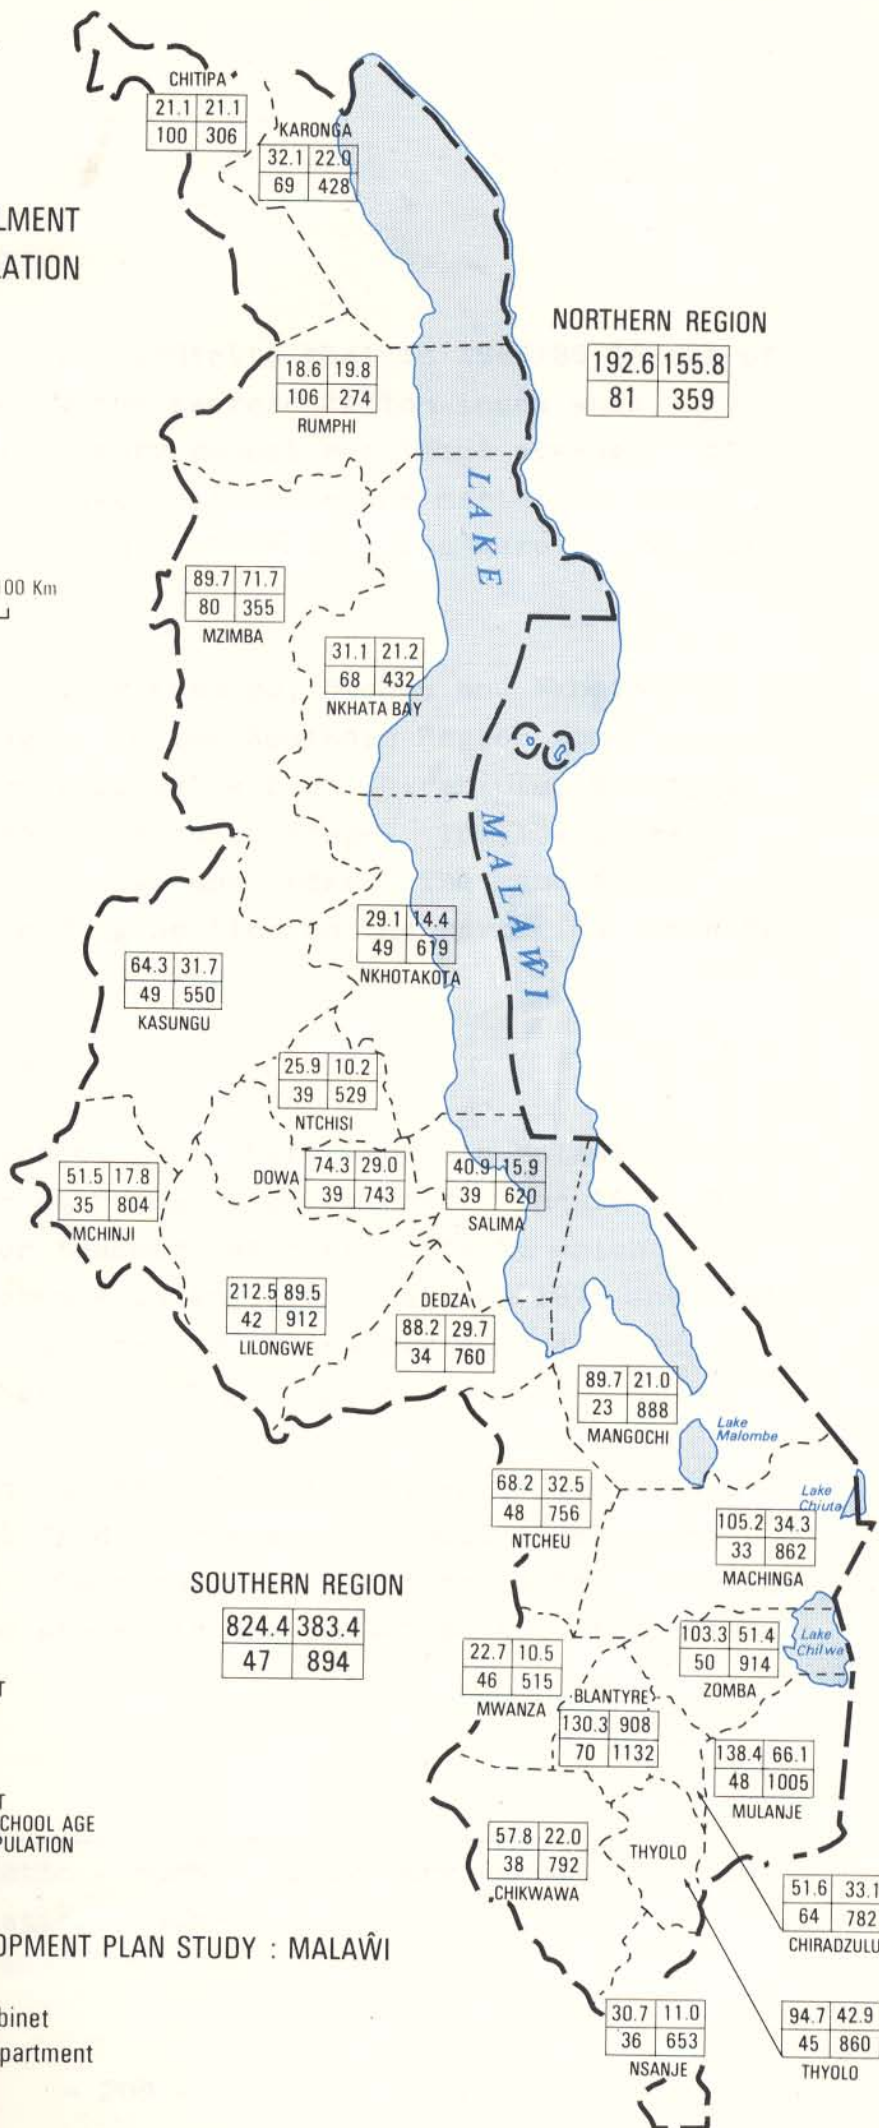 CHITIPA
21.1 21.1
100 306
KARONGA
32.1 22.0
69 428
LMENT
LATION
NORTHERN REGION
192.6 155.8
81 359
18.6 19.8
106 274
RUMPHI
LAKE
00 Km
89.7 71.7
80 355
MZIMBA
31.1 21.2
68 432
NKHATA BAY
MALAŴI
29.1 14.4
49 619
NKHOTAKOTA
64.3 31.7
49 550
KASUNGU
25.9 10.2
39 529
NTCHISI
DOWA
74.3 29.0
39 743
40.9 15.9
39 620
SALIMA
51.5 17.8
35 804
MCHINJI
212.5 89.5
42 912
LILONGWE
DEDZA
88.2 29.7
34 760
89.7 21.0
23 888
MANGOCHI
Lake
Malombe
68.2 32.5
48 756
NTCHEU
Lake
Chiuta
105.2 34.3
33 862
MACHINGA
SOUTHERN REGION
824.4 383.4
47 894
103.3 51.4
50 914
ZOMBA
Lake
Chilwa
22.7 10.5
46 515
MWANZA
BLANTYRE
130.3 908
70 1132
138.4 66.1
48 1005
MULANJE
T
T
CHOOL AGE
PULATION
57.8 22.0
38 792
CHIKWAWA
THYOLO
51.6 33.1
64 782
CHIRADZULU
OPMENT PLAN STUDY : MALAŴI
binet
partment
30.7 11.0
36 653
NSANJE
94.7 42.9
45 860
THYOLO